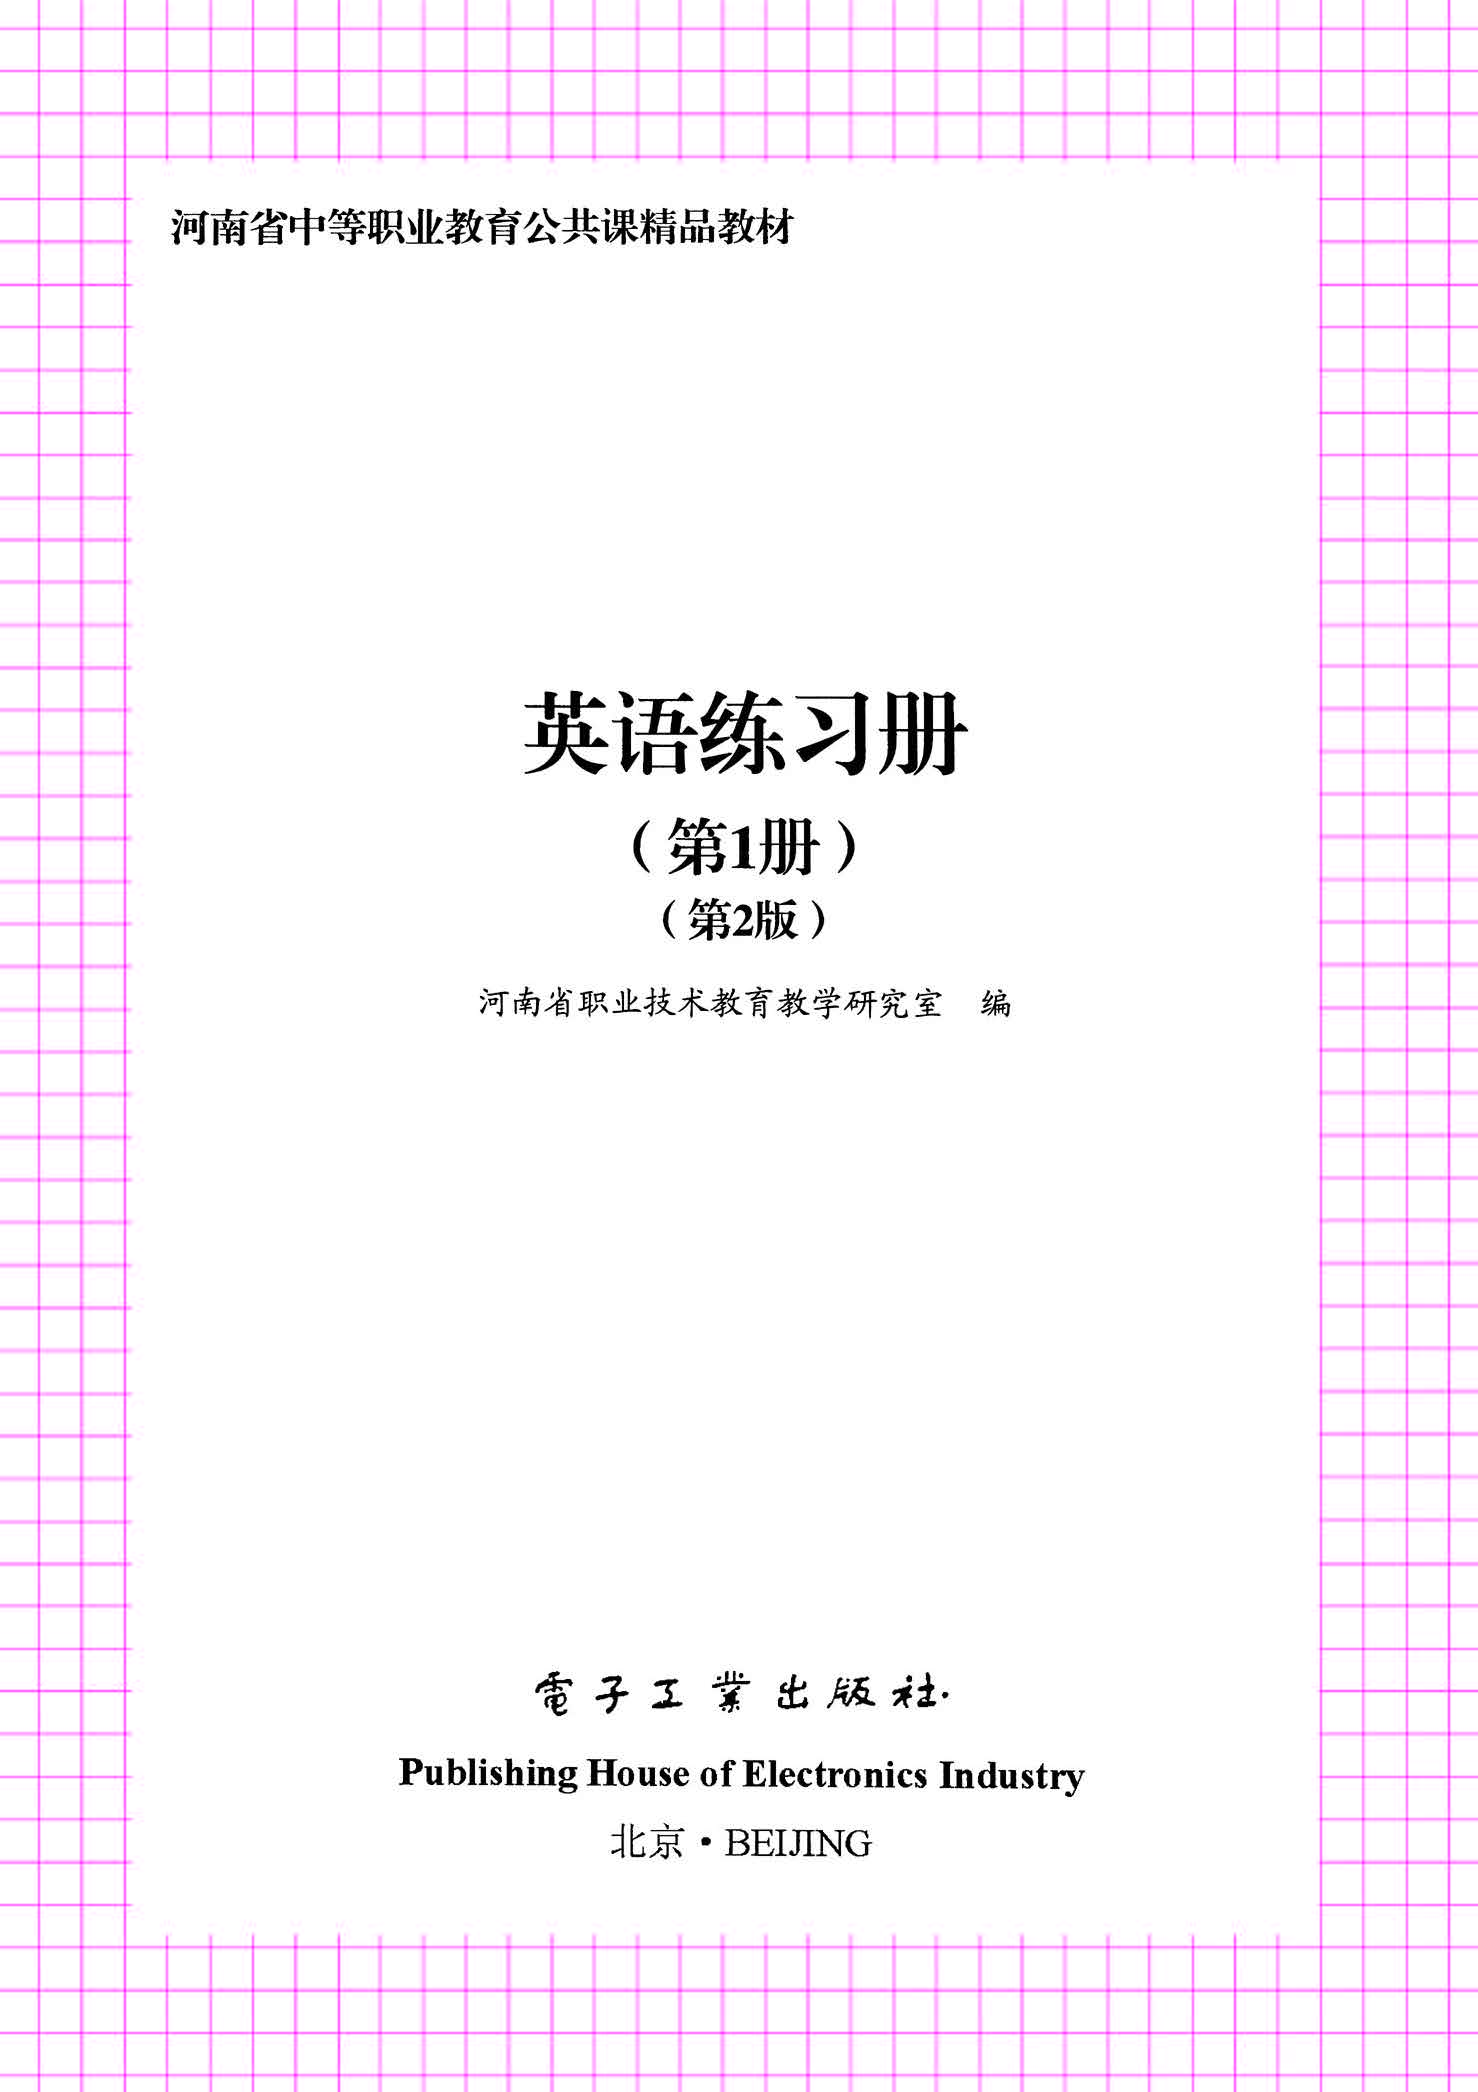 河南省中等职业教育公共课精品教材
英语练习册
（第1册）
（第2版）
河南省职业技术教育教学研究室 编
電子工業出版社·
Publishing House of Electronics Industry
北京·BEIJING